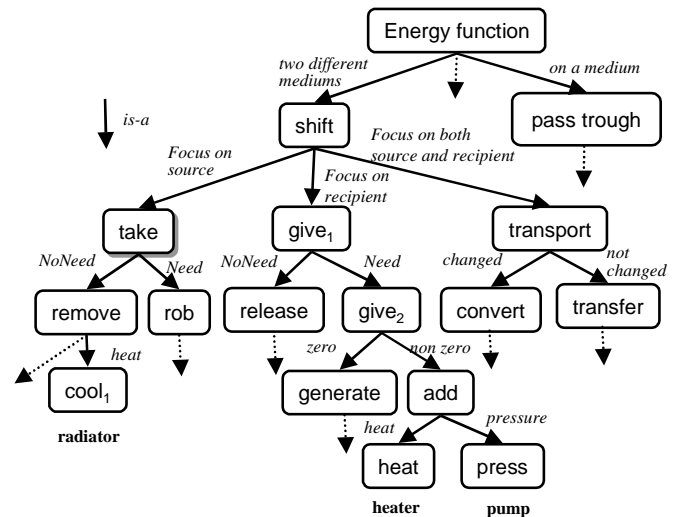 Energy function
two different
mediums
on a medium
is-a
shift
pass trough
Focus on
source
Focus on
recipient
Focus on both
source and recipient
take
give1
transport
NoNeed
Need
NoNeed
Need
changed
not
changed
remove
rob
release
give2
convert
transfer
heat
zero
non zero
cool1
generate
add
radiator
heat
pressure
heat
press
heater
pump